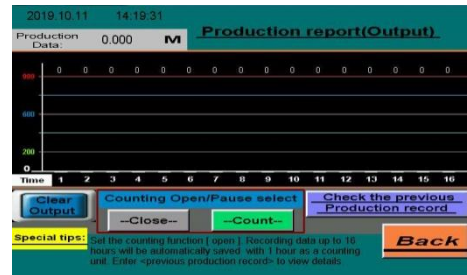 2019.10.11 14:19:31
Production report(Output)
Production
Data:
0.000 M
900
0 0 0 0 0 0 0 0 0 0 0 0 0 0 0 0
600
200
0
Time 1 2 3 4 5 6 7 8 9 10 11 12 13 14 15 16
Clear
Output
Counting Open/Pause select
--Close-- --Count--
Check the previous
Production record
Special tips:
Set the counting function [ open ]. Recording data up to 16
hours will be automatically saved. with 1 hour as a counting
unit. Enter <previous production record> to view details
Back